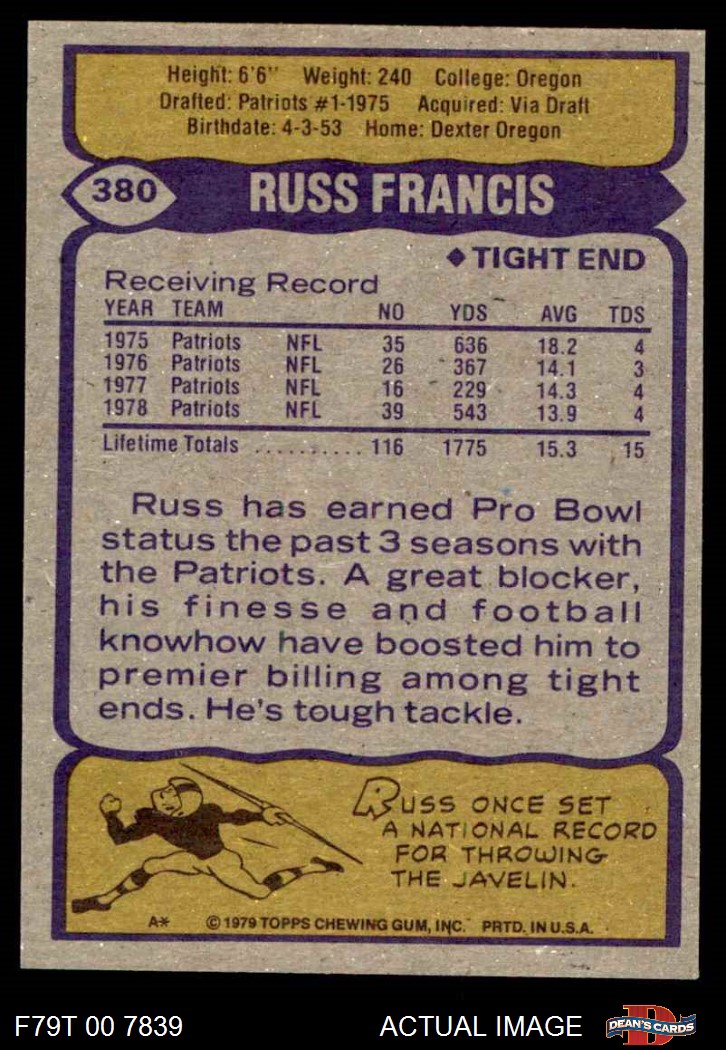 Height: 6'6" Weight: 240 College: Oregon
Drafted: Patriots #1-1975 Acquired: Via Draft
Birthdate: 4-3-53 Home: Dexter Oregon
380 RUSS FRANCIS
◆TIGHT END
Receiving Record
YEAR TEAM NO YDS AVG TDS
1975 Patriots NFL 35 636 18.2 4
1976 Patriots NFL 26 367 14.1 3
1977 Patriots NFL 16 229 14.3 4
1978 Patriots NFL 39 543 13.9 4
Lifetime Totals .......... 116 1775 15.3 15
Russ has earned Pro Bowl
status the past 3 seasons with
the Patriots. A great blocker,
his finesse and football
knowhow have boosted him to
premier billing among tight
ends. He's tough tackle.
RUSS ONCE SET
A NATIONAL RECORD
FOR THROWING
THE JAVELIN.
A* © 1979 TOPPS CHEWING GUM, INC. PRTD. IN U.S.A.
F79T 00 7839 ACTUAL IMAGE D DEAN'S CARDS